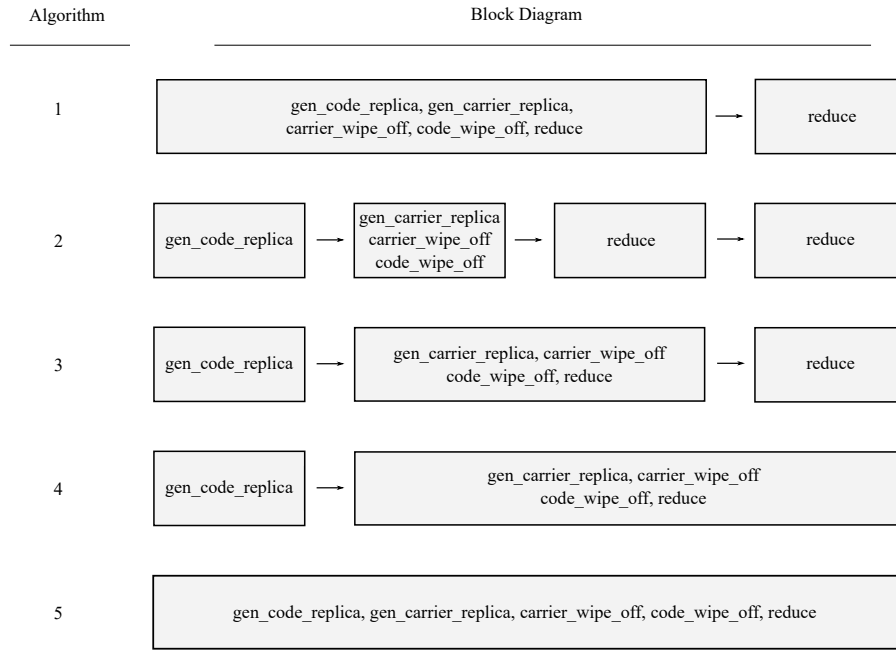 Algorithm
Block Diagram
1
gen_code_replica, gen_carrier_replica,
carrier_wipe_off, code_wipe_off, reduce
reduce
2
gen_code_replica
gen_carrier_replica
carrier_wipe_off
code_wipe_off
reduce
reduce
3
gen_code_replica
gen_carrier_replica, carrier_wipe_off
code_wipe_off, reduce
reduce
4
gen_code_replica
gen_carrier_replica, carrier_wipe_off
code_wipe_off, reduce
5
gen_code_replica, gen_carrier_replica, carrier_wipe_off, code_wipe_off, reduce